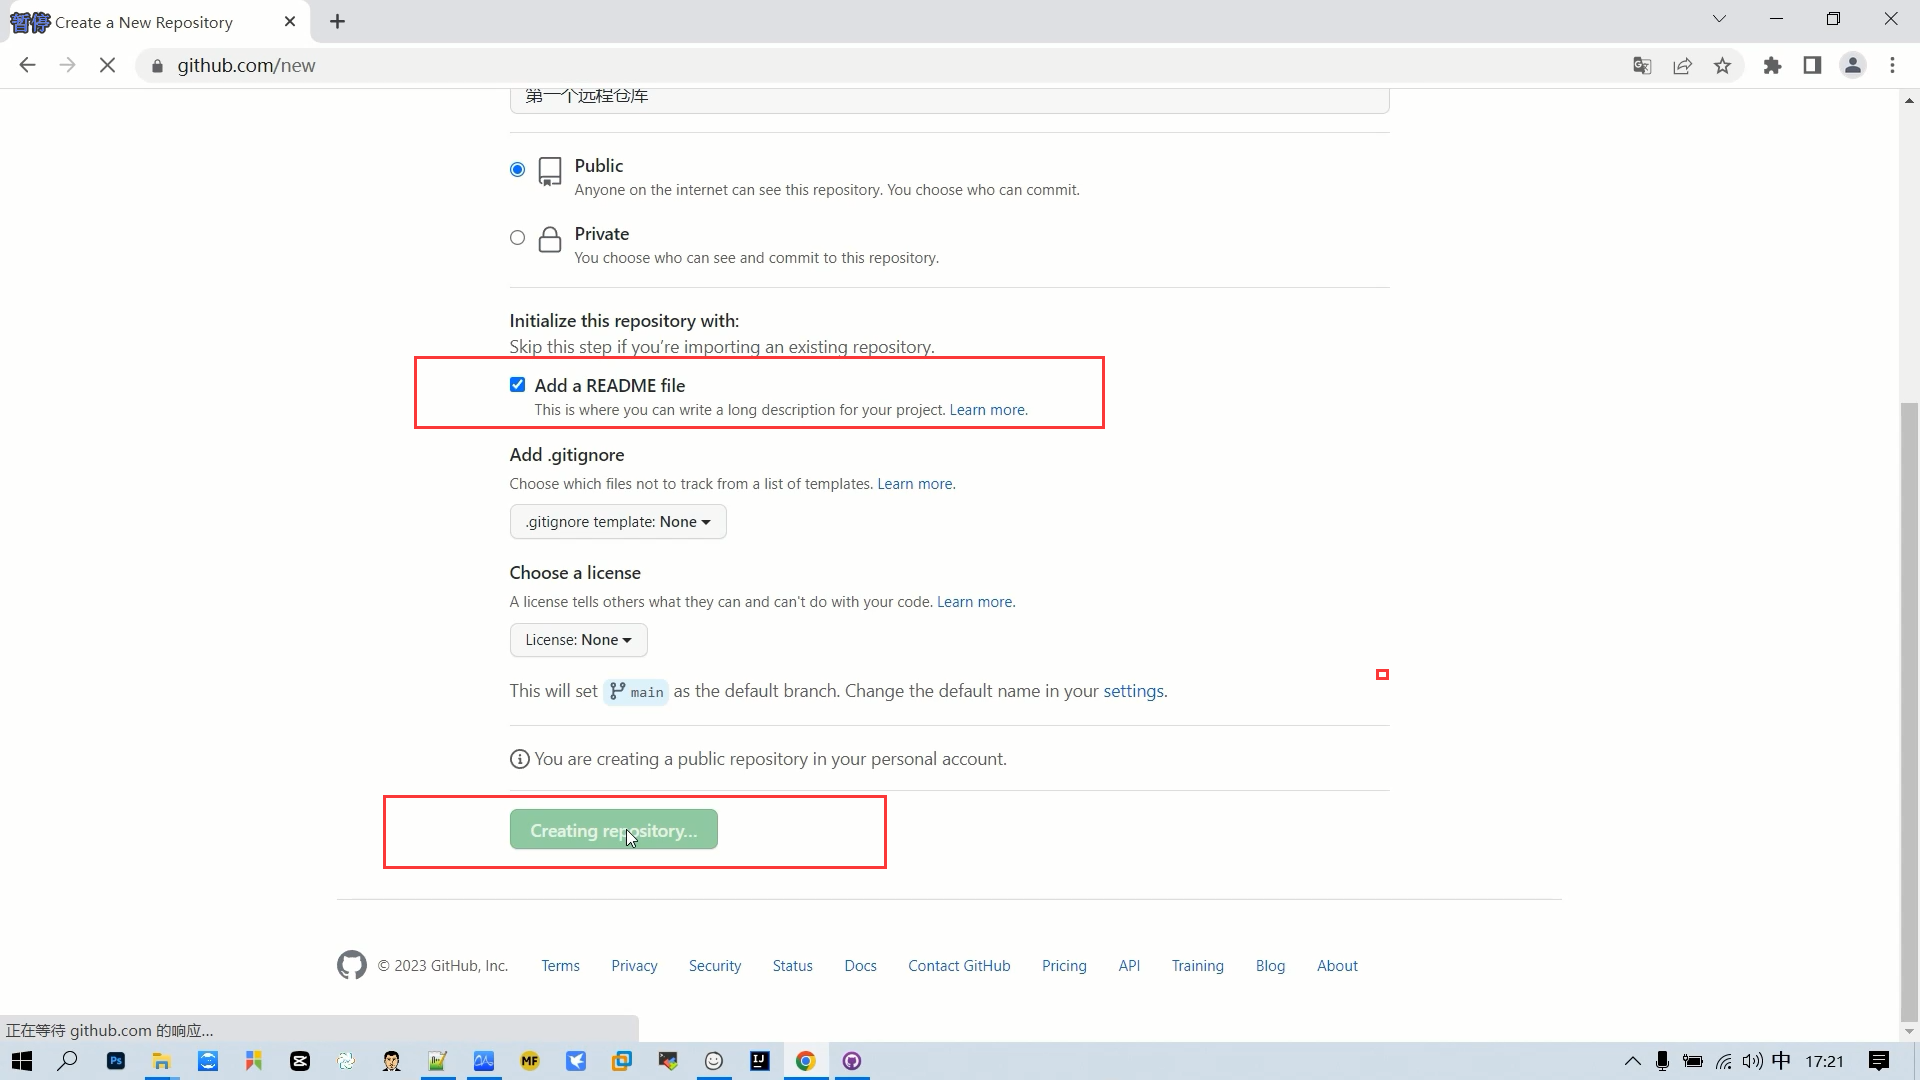 暂停 Create a New Repository
github.com/new
第一个远程仓库
Public
Anyone on the internet can see this repository. You choose who can commit.
Private
You choose who can see and commit to this repository.
Initialize this repository with:
Skip this step if you're importing an existing repository.
Add a README file
This is where you can write a long description for your project. Learn more.
Add .gitignore
Choose which files not to track from a list of templates. Learn more.
.gitignore template: None
Choose a license
A license tells others what they can and can't do with your code. Learn more.
License: None
This will set main as the default branch. Change the default name in your settings.
You are creating a public repository in your personal account.
Creating repository...
© 2023 GitHub, Inc. Terms Privacy Security Status Docs Contact GitHub Pricing API Training Blog About
正在等待 github.com 的响应...
Ps MF IJ 中 17:21